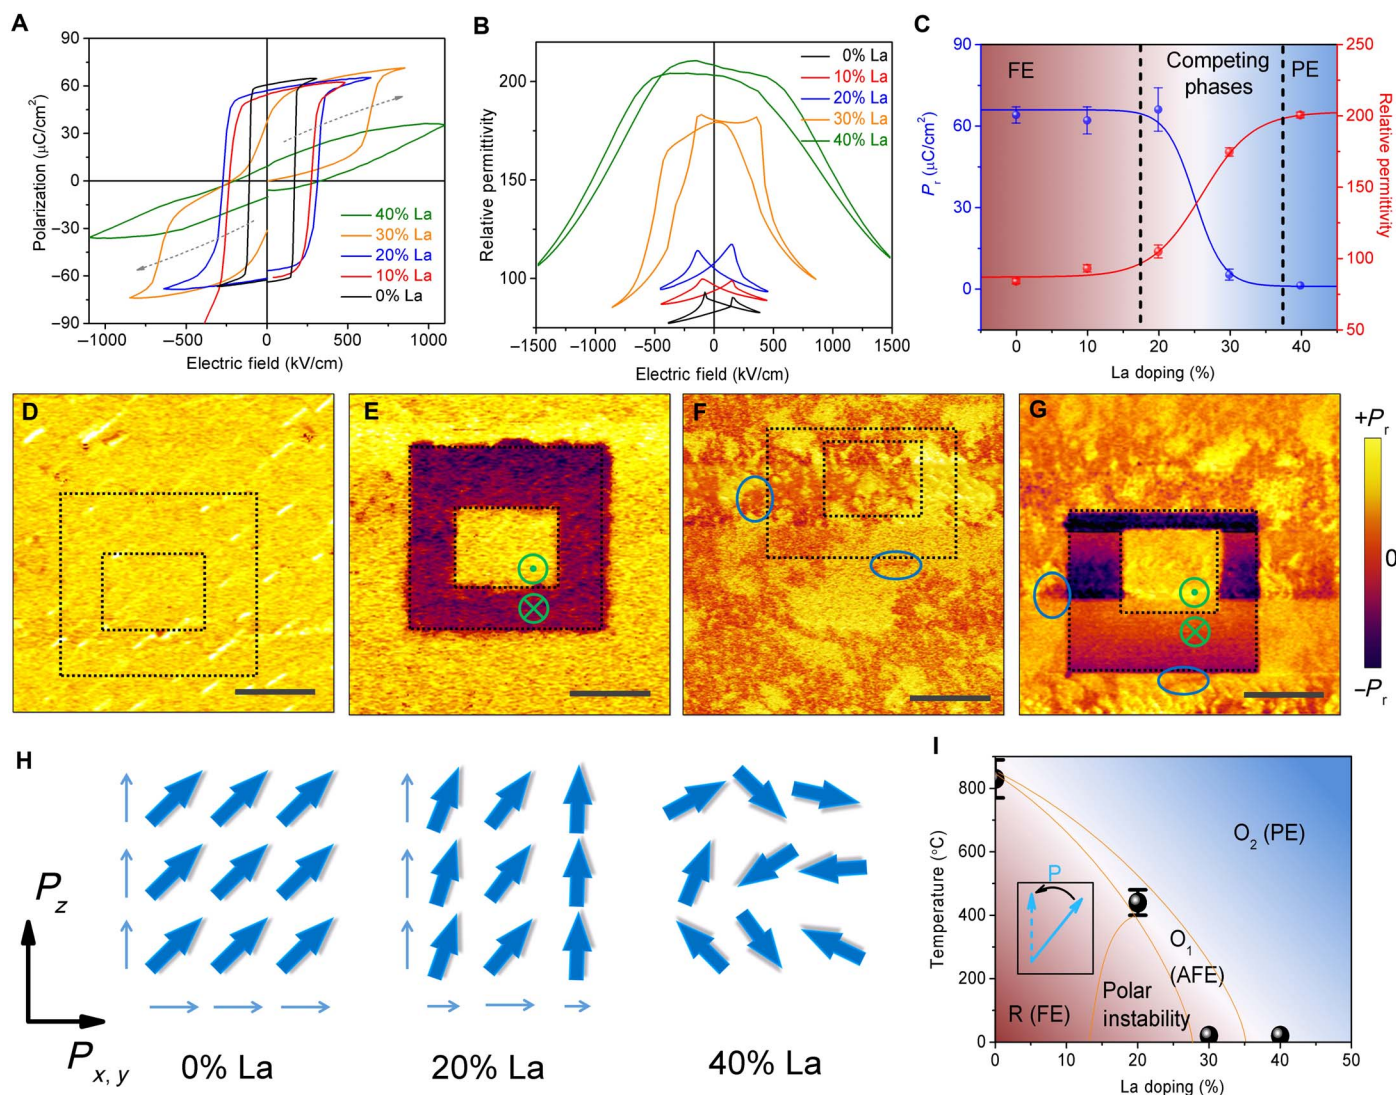 A
Polarization (μC/cm²)
90
60
30
0
−30
−60
−90
−1000
−500
0
500
1000
Electric field (kV/cm)
40% La
30% La
20% La
10% La
0% La
B
Relative permittivity
200
150
100
−1500
−1000
−500
0
500
1000
1500
Electric field (kV/cm)
0% La
10% La
20% La
30% La
40% La
C
Pr (μC/cm²)
90
60
30
0
FE
Competing
phases
PE
250
200
150
100
50
Relative permittivity
0
10
20
30
40
La doping (%)
D
E
F
G
+Pr
0
−Pr
H
Pz
Px, y
0% La
20% La
40% La
I
Temperature (°C)
800
600
400
200
0
O2 (PE)
P
O1
(AFE)
R (FE)
Polar
instability
0
10
20
30
40
50
La doping (%)